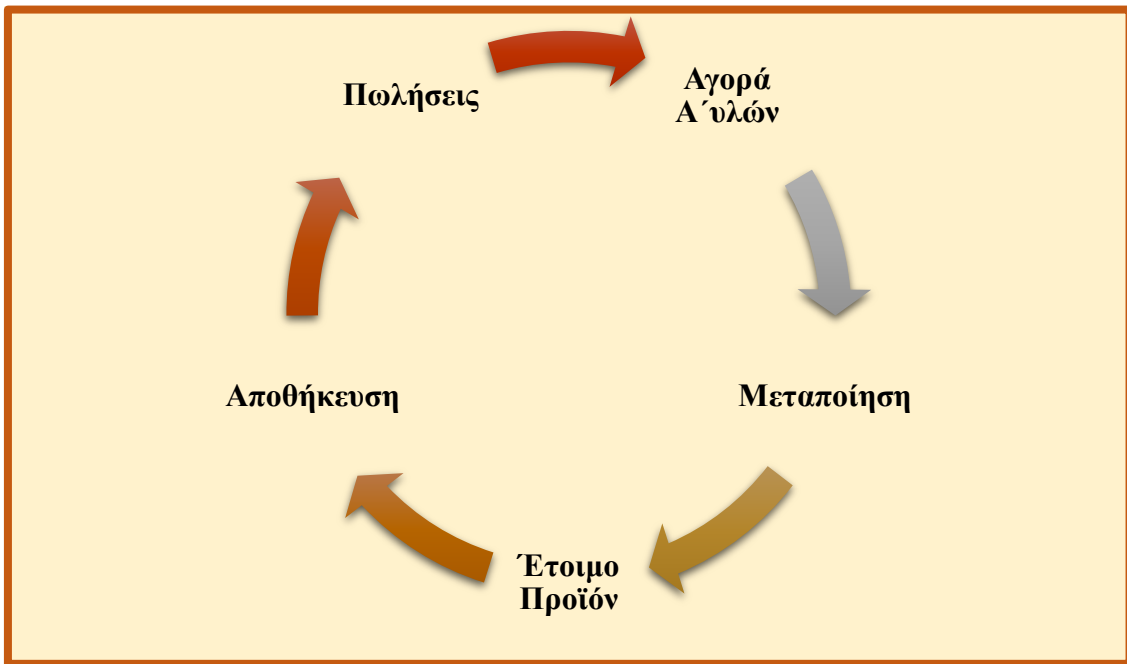 Πωλήσεις
Αγορά
Α΄υλών
Μεταποίηση
Έτοιμο
Προϊόν
Αποθήκευση